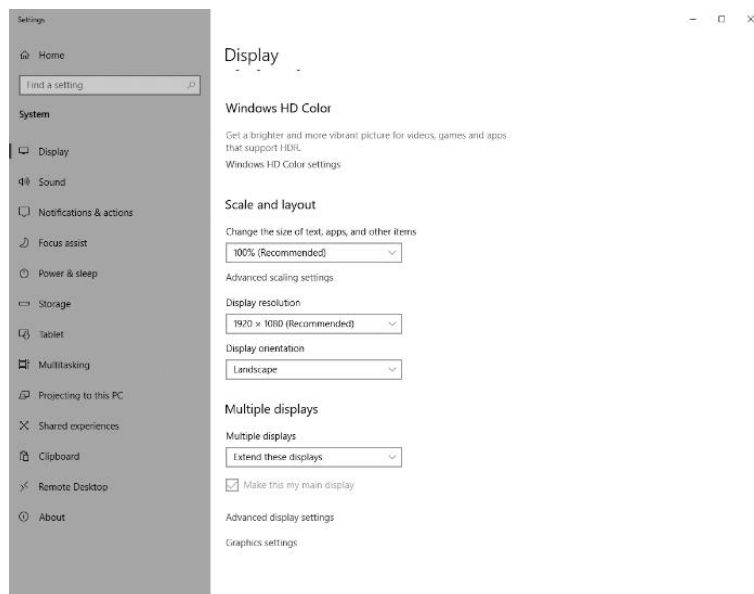 Settings
Home
Find a setting
System
Display
Sound
Notifications & actions
Focus assist
Power & sleep
Storage
Tablet
Multitasking
Projecting to this PC
Shared experiences
Clipboard
Remote Desktop
About
Display
Windows HD Color
Get a brighter and more vibrant picture for videos, games and apps
that support HDR.
Windows HD Color settings
Scale and layout
Change the size of text, apps, and other items
100% (Recommended)
Advanced scaling settings
Display resolution
1920 × 1080 (Recommended)
Display orientation
Landscape
Multiple displays
Multiple displays
Extend these displays
Make this my main display
Advanced display settings
Graphics settings